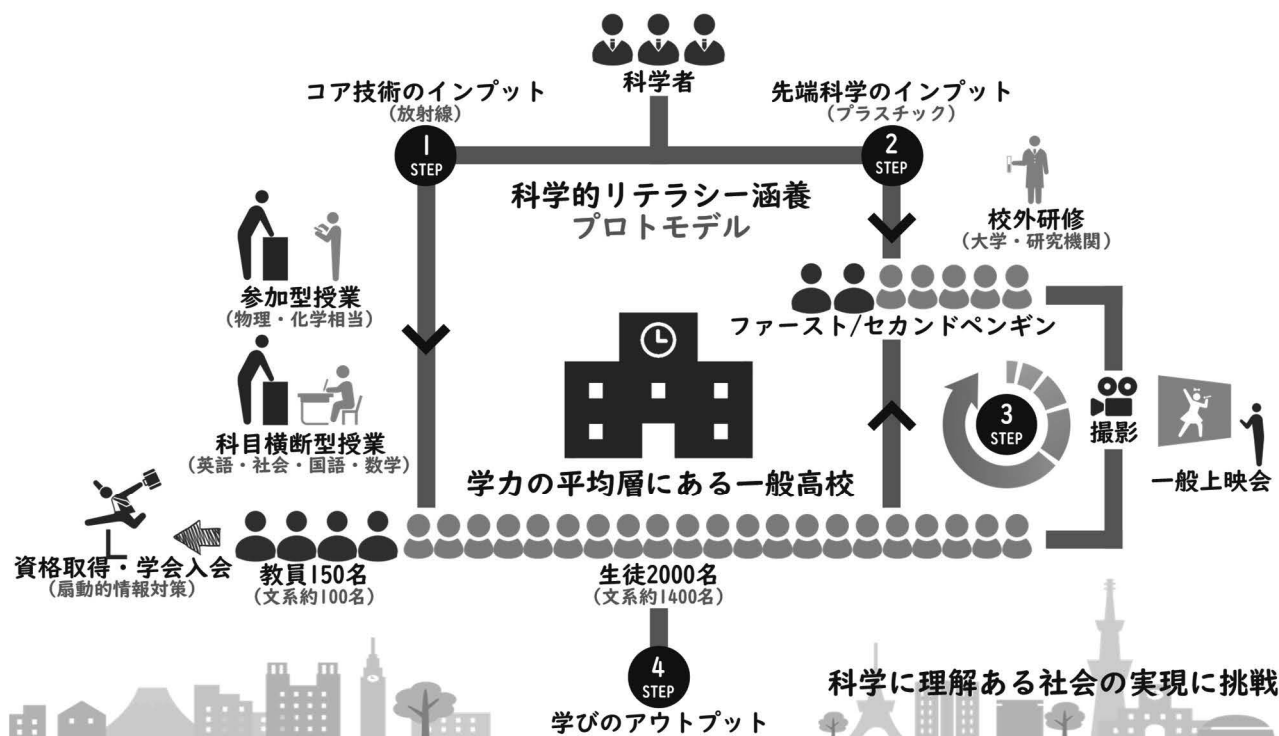 科学者
コア技術のインプット
（放射線）
先端科学のインプット
（プラスチック）
1
STEP
2
STEP
科学的リテラシー涵養
プロトモデル
校外研修
（大学・研究機関）
参加型授業
（物理・化学相当）
ファースト/セカンドペンギン
科目横断型授業
（英語・社会・国語・数学）
3
STEP
撮影
一般上映会
学力の平均層にある一般高校
資格取得・学会入会
（扇動的情報対策）
教員150名
（文系約100名）
生徒2000名
（文系約1400名）
4
STEP
学びのアウトプット
科学に理解ある社会の実現に挑戦